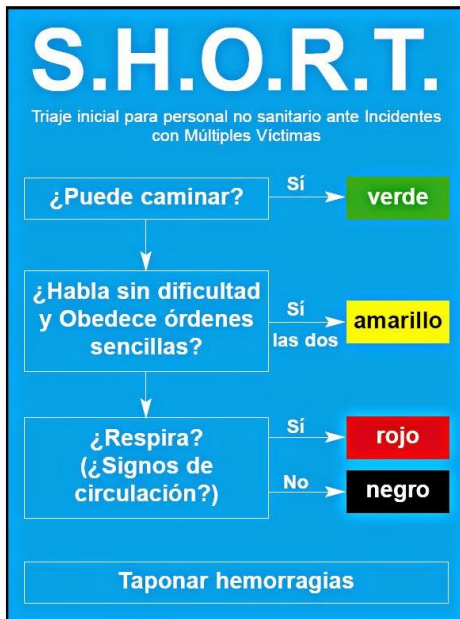 S.H.O.R.T.
Triaje inicial para personal no sanitario ante Incidentes
con Múltiples Víctimas
¿Puede caminar?
Sí
verde
¿Habla sin dificultad
y Obedece órdenes
sencillas?
Sí
las dos
amarillo
¿Respira?
(¿Signos de
circulación?)
Sí
rojo
No
negro
Taponar hemorragias